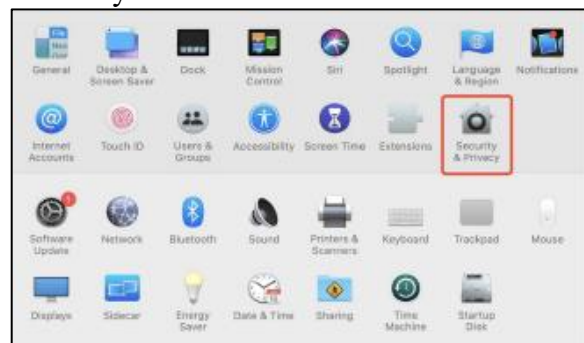 General Desktop & Dock Mission Siri Spotlight Language Notifications
Screen Saver Control & Region
Internet Touch ID Users & Accessibility Screen Time Extensions Security
Accounts Groups & Privacy
1
Software Network Bluetooth Sound Printers & Keyboard Trackpad Mouse
Update Scanners
Displays Sidecar Energy Date & Time Sharing Time Startup
Saver Machine Disk